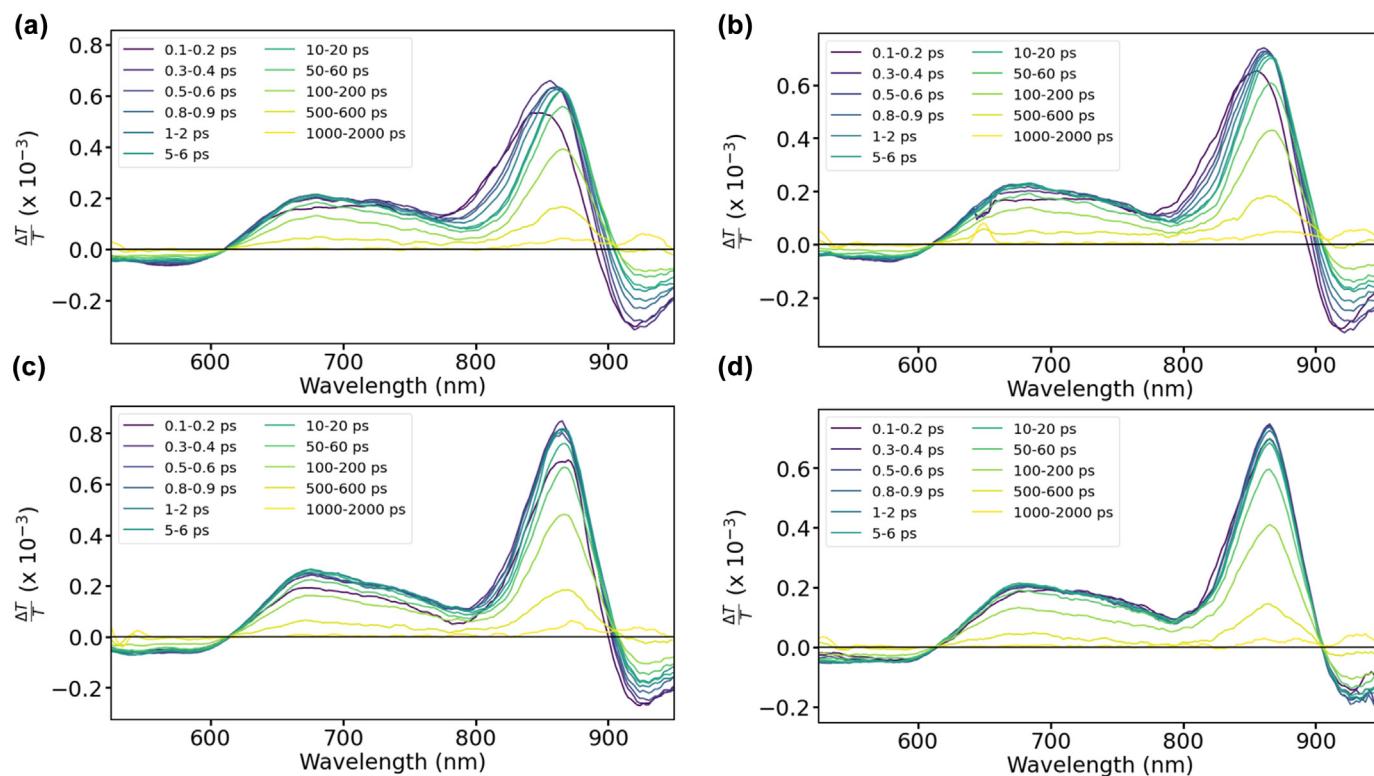 (a)
0.8
0.6
0.4
0.2
0.0
−0.2
ΔT/T (x 10⁻³)
0.1-0.2 ps
0.3-0.4 ps
0.5-0.6 ps
0.8-0.9 ps
1-2 ps
5-6 ps
10-20 ps
50-60 ps
100-200 ps
500-600 ps
1000-2000 ps
600 700 800 900
Wavelength (nm)
(b)
0.6
0.4
0.2
0.0
−0.2
ΔT/T (x 10⁻³)
0.1-0.2 ps
0.3-0.4 ps
0.5-0.6 ps
0.8-0.9 ps
1-2 ps
5-6 ps
10-20 ps
50-60 ps
100-200 ps
500-600 ps
1000-2000 ps
600 700 800 900
Wavelength (nm)
(c)
0.8
0.6
0.4
0.2
0.0
−0.2
ΔT/T (x 10⁻³)
0.1-0.2 ps
0.3-0.4 ps
0.5-0.6 ps
0.8-0.9 ps
1-2 ps
5-6 ps
10-20 ps
50-60 ps
100-200 ps
500-600 ps
1000-2000 ps
600 700 800 900
Wavelength (nm)
(d)
0.6
0.4
0.2
0.0
−0.2
ΔT/T (x 10⁻³)
0.1-0.2 ps
0.3-0.4 ps
0.5-0.6 ps
0.8-0.9 ps
1-2 ps
5-6 ps
10-20 ps
50-60 ps
100-200 ps
500-600 ps
1000-2000 ps
600 700 800 900
Wavelength (nm)